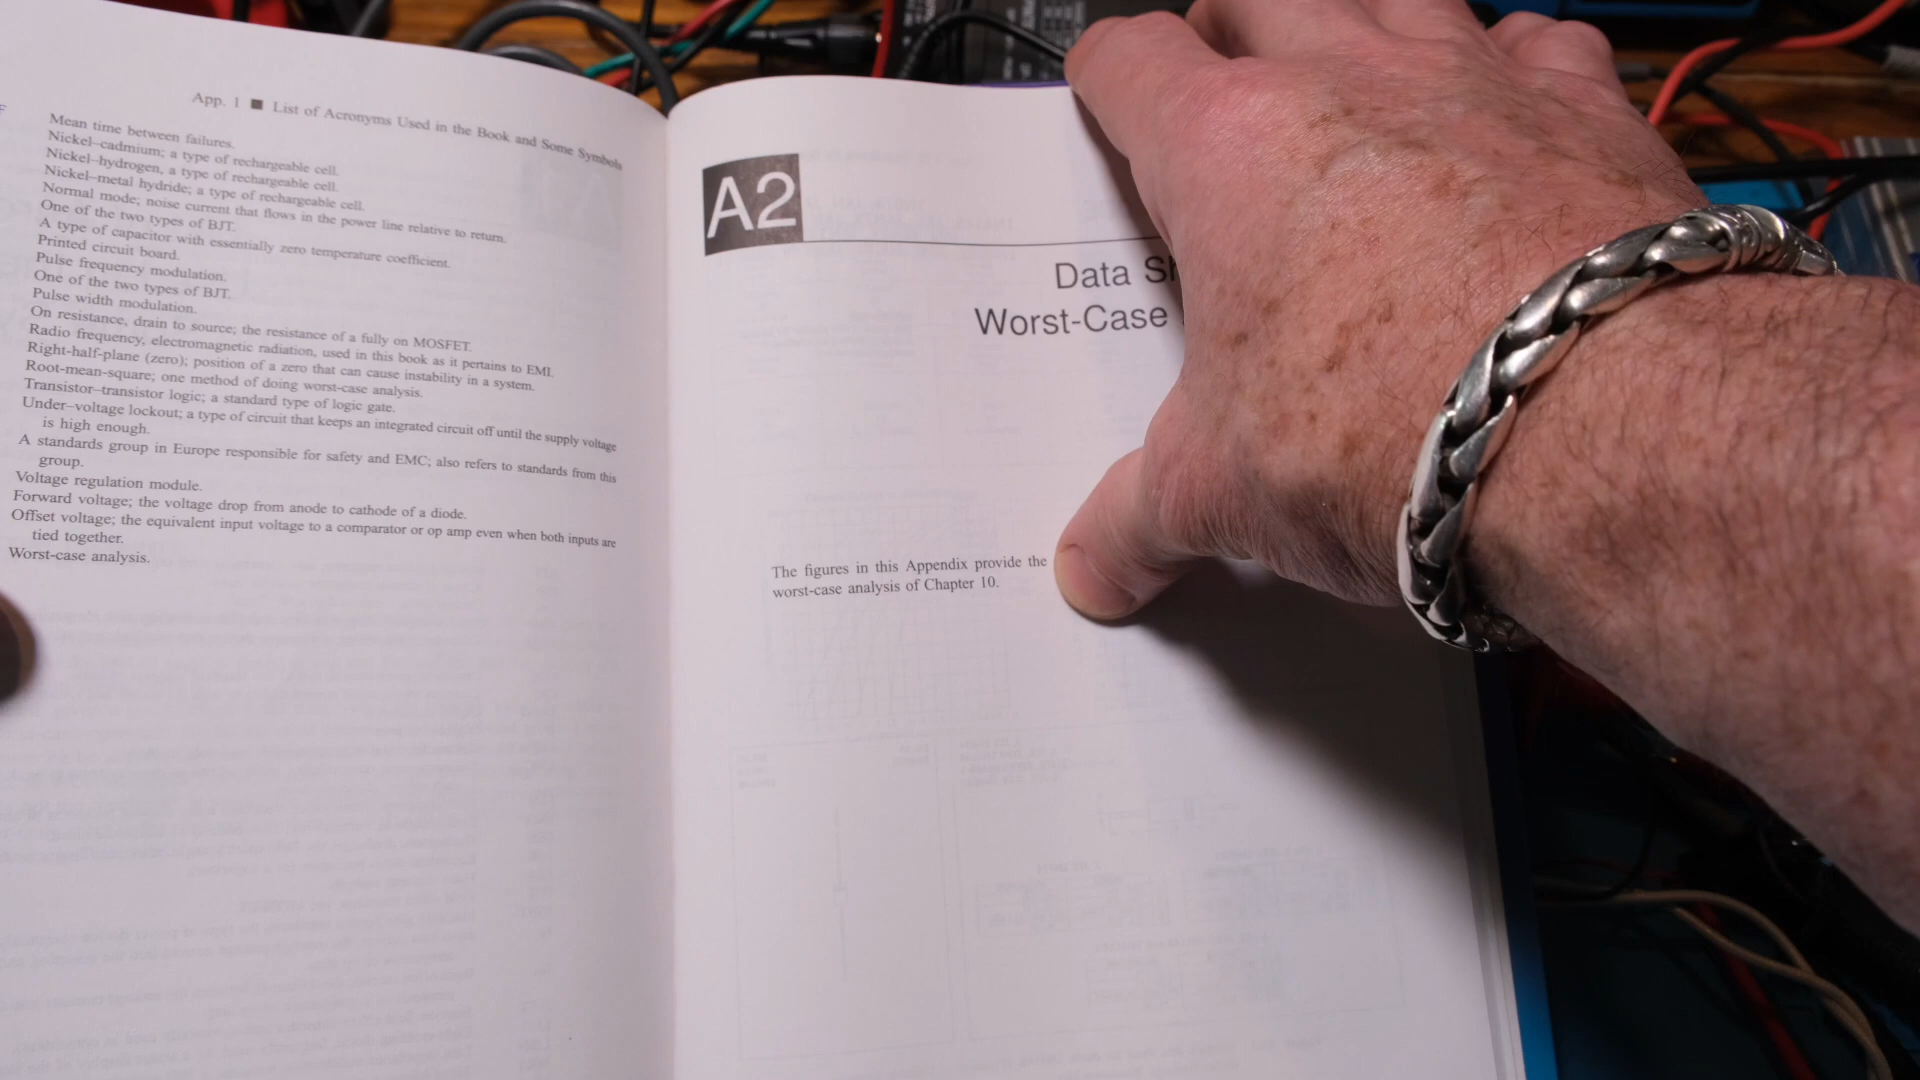 App. 1 ■ List of Acronyms Used in the Book and Some Symbols
Mean time between failures.
Nickel–cadmium; a type of rechargeable cell.
Nickel–hydrogen, a type of rechargeable cell.
Nickel–metal hydride; a type of rechargeable cell.
Normal mode; noise current that flows in the power line relative to return.
One of the two types of BJT.
A type of capacitor with essentially zero temperature coefficient.
Printed circuit board.
Pulse frequency modulation.
One of the two types of BJT.
Pulse width modulation.
On resistance, drain to source; the resistance of a fully on MOSFET.
Radio frequency, electromagnetic radiation, used in this book as it pertains to EMI.
Right-half-plane (zero); position of a zero that can cause instability in a system.
Root-mean-square; one method of doing worst-case analysis.
Transistor–transistor logic; a standard type of logic gate.
Under–voltage lockout; a type of circuit that keeps an integrated circuit off until the supply voltage
is high enough.
A standards group in Europe responsible for safety and EMC; also refers to standards from this
group.
Voltage regulation module.
Forward voltage; the voltage drop from anode to cathode of a diode.
Offset voltage; the equivalent input voltage to a comparator or op amp even when both inputs are
tied together.
Worst-case analysis.
A2
Data
Worst-Case
The figures in this Appendix provide the
worst-case analysis of Chapter 10.